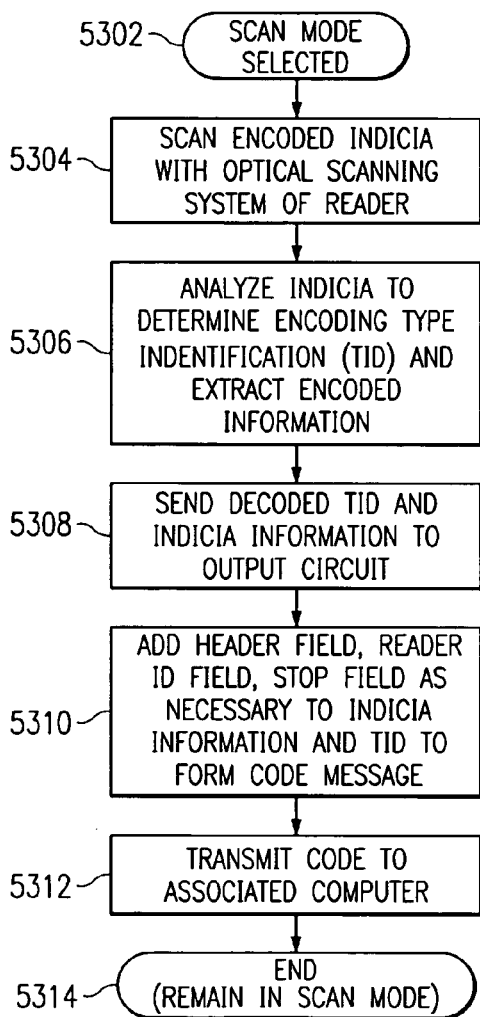 5302
SCAN MODE
SELECTED
5304
SCAN ENCODED INDICIA
WITH OPTICAL SCANNING
SYSTEM OF READER
5306
ANALYZE INDICIA TO
DETERMINE ENCODING TYPE
INDENTIFICATION (TID) AND
EXTRACT ENCODED
INFORMATION
5308
SEND DECODED TID AND
INDICIA INFORMATION TO
OUTPUT CIRCUIT
5310
ADD HEADER FIELD, READER
ID FIELD, STOP FIELD AS
NECESSARY TO INDICIA
INFORMATION AND TID TO
FORM CODE MESSAGE
5312
TRANSMIT CODE TO
ASSOCIATED COMPUTER
5314
END
(REMAIN IN SCAN MODE)